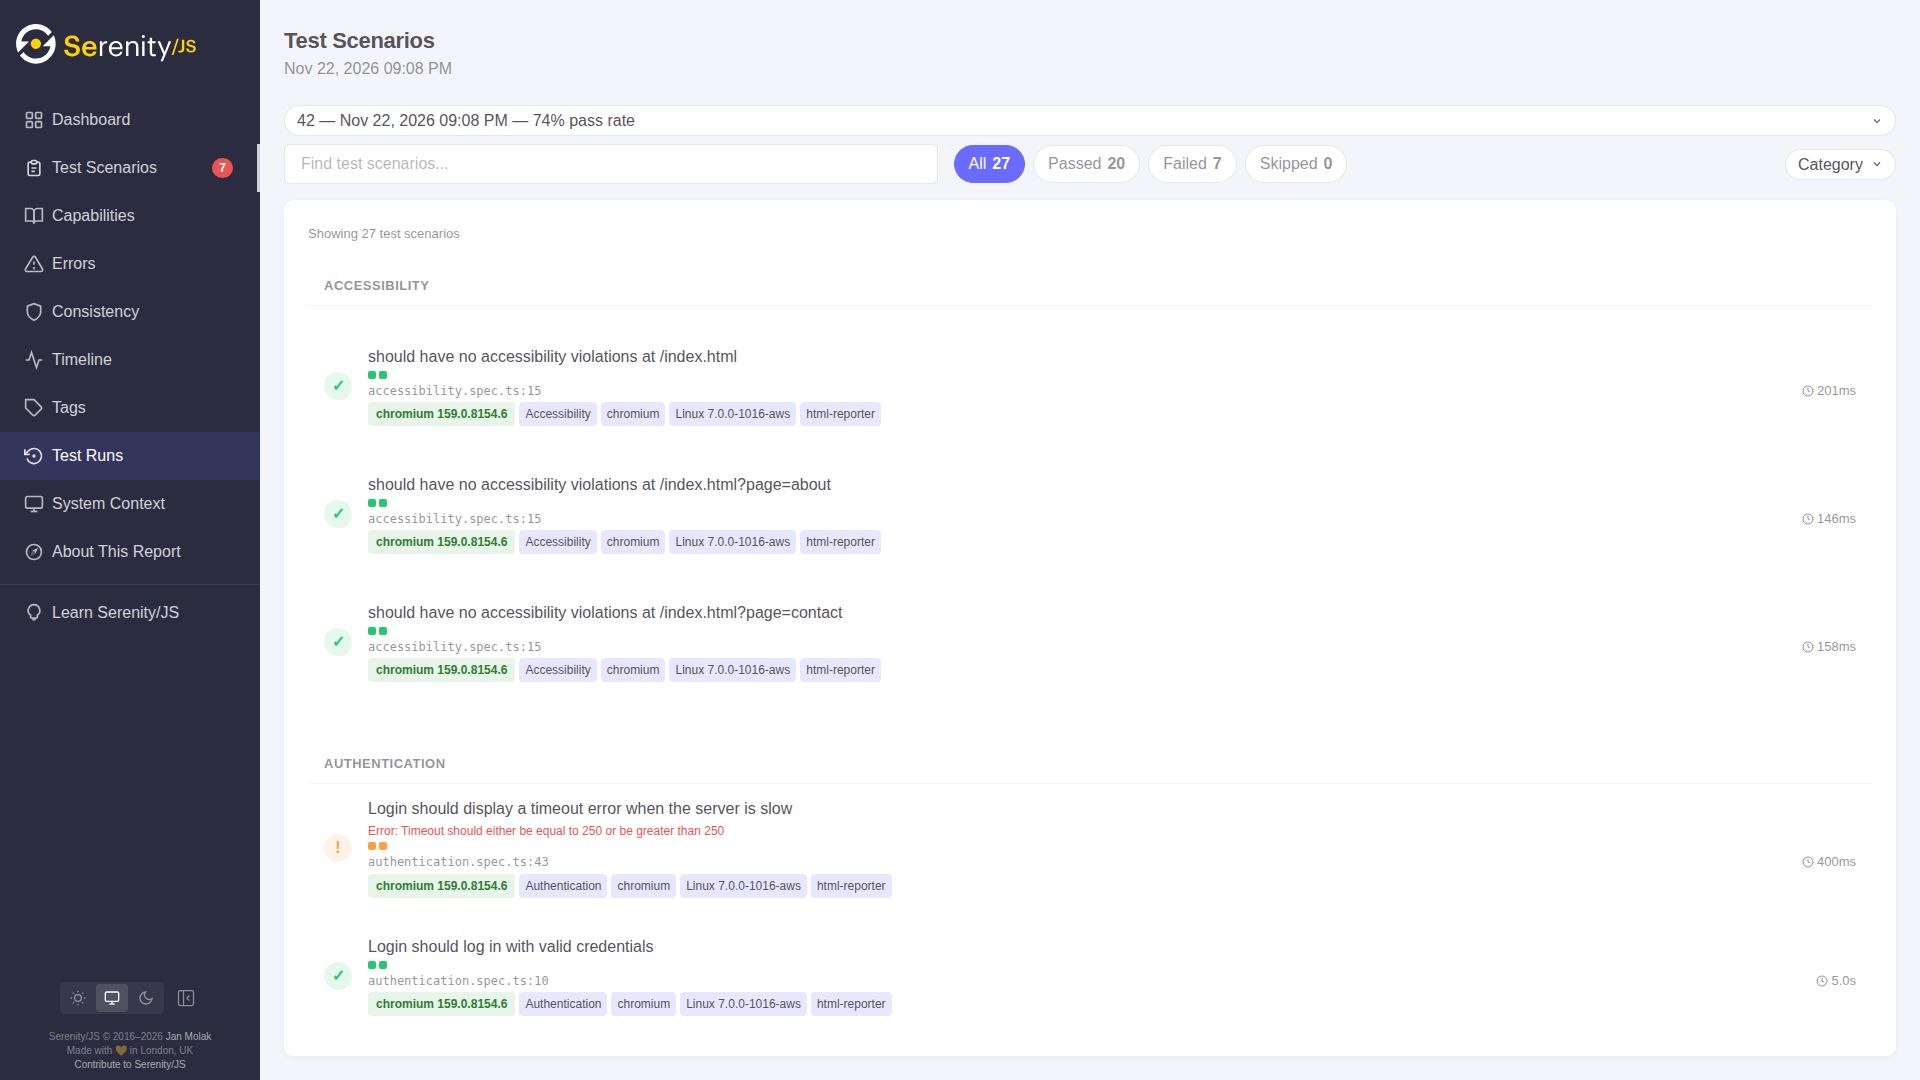 Serenity/JS
Dashboard
Test Scenarios 7
Capabilities
Errors
Consistency
Timeline
Tags
Test Runs
System Context
About This Report
Learn Serenity/JS
Serenity/JS © 2016–2026 Jan Molak
Made with 💛 in London, UK
Contribute to Serenity/JS
Test Scenarios
Nov 22, 2026 09:08 PM
42 — Nov 22, 2026 09:08 PM — 74% pass rate
Find test scenarios...
All 27 Passed 20 Failed 7 Skipped 0 Category
Showing 27 test scenarios
ACCESSIBILITY
should have no accessibility violations at /index.html
accessibility.spec.ts:15
201ms
chromium 159.0.8154.6 Accessibility chromium Linux 7.0.0-1016-aws html-reporter
should have no accessibility violations at /index.html?page=about
accessibility.spec.ts:15
146ms
chromium 159.0.8154.6 Accessibility chromium Linux 7.0.0-1016-aws html-reporter
should have no accessibility violations at /index.html?page=contact
accessibility.spec.ts:15
158ms
chromium 159.0.8154.6 Accessibility chromium Linux 7.0.0-1016-aws html-reporter
AUTHENTICATION
Login should display a timeout error when the server is slow
Error: Timeout should either be equal to 250 or be greater than 250
authentication.spec.ts:43
400ms
chromium 159.0.8154.6 Authentication chromium Linux 7.0.0-1016-aws html-reporter
Login should log in with valid credentials
authentication.spec.ts:10
5.0s
chromium 159.0.8154.6 Authentication chromium Linux 7.0.0-1016-aws html-reporter